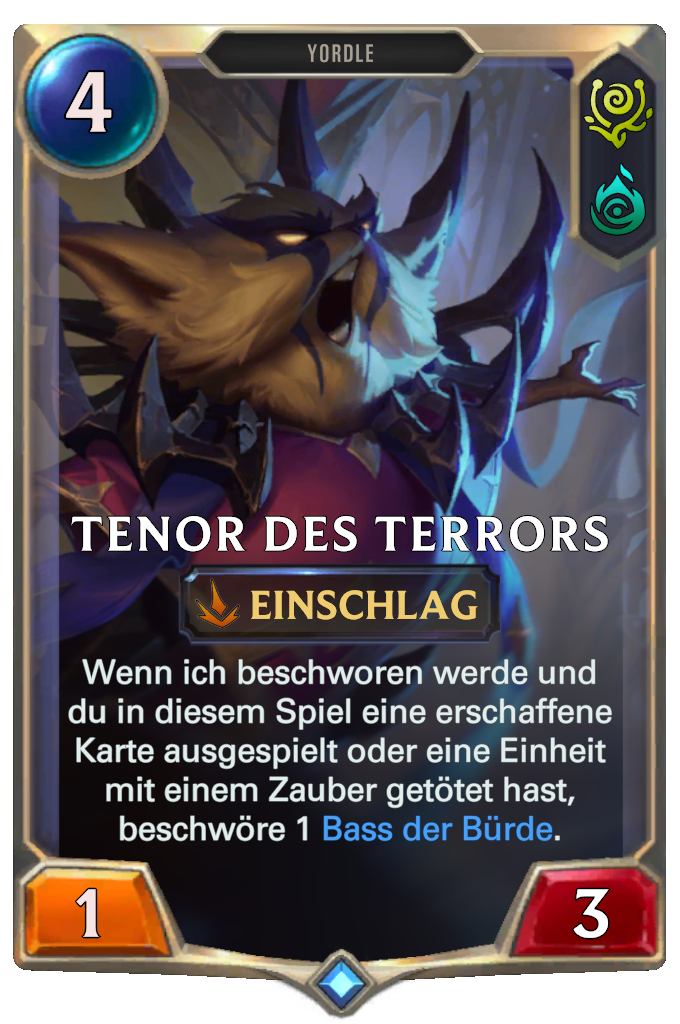 YORDLE
4
TENOR DES TERRORS
EINSCHLAG
Wenn ich beschworen werde und
du in diesem Spiel eine erschaffene
Karte ausgespielt oder eine Einheit
mit einem Zauber getötet hast,
beschwöre 1 Bass der Bürde.
1
3